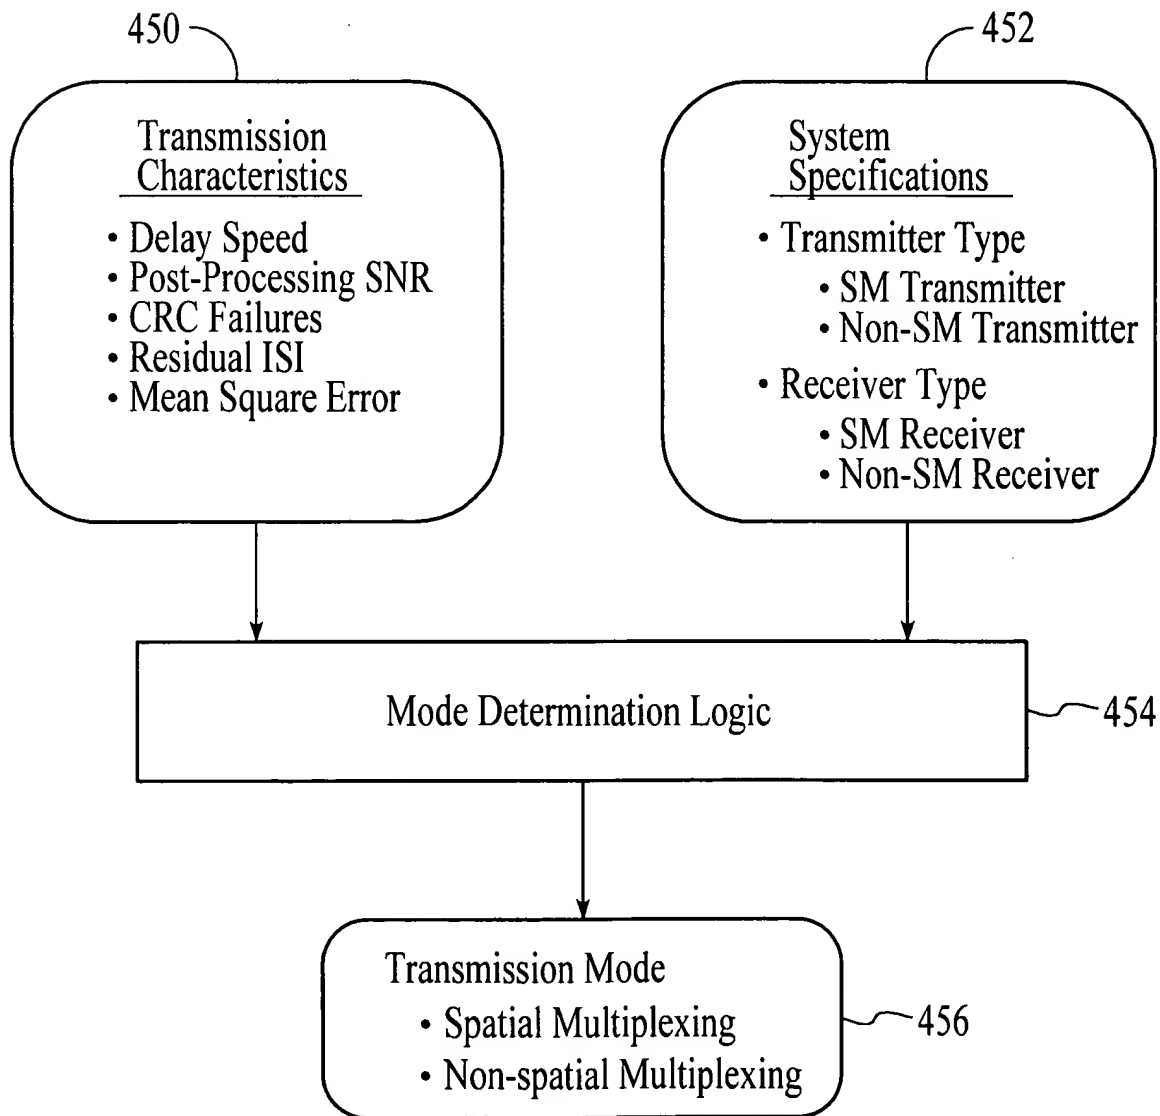 450
452
Transmission
Characteristics
• Delay Speed
• Post-Processing SNR
• CRC Failures
• Residual ISI
• Mean Square Error
System
Specifications
• Transmitter Type
• SM Transmitter
• Non-SM Transmitter
• Receiver Type
• SM Receiver
• Non-SM Receiver
Mode Determination Logic
454
Transmission Mode
• Spatial Multiplexing
• Non-spatial Multiplexing
456